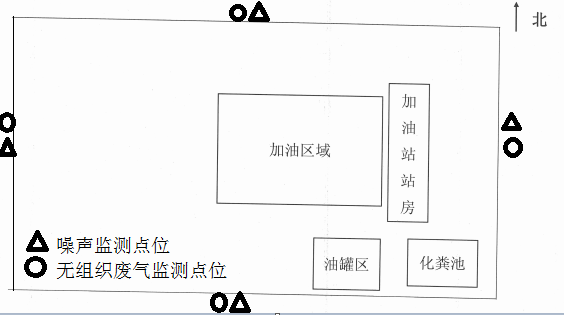 北
加油区域
加油站站房
噪声监测点位
无组织废气监测点位
油罐区
化粪池